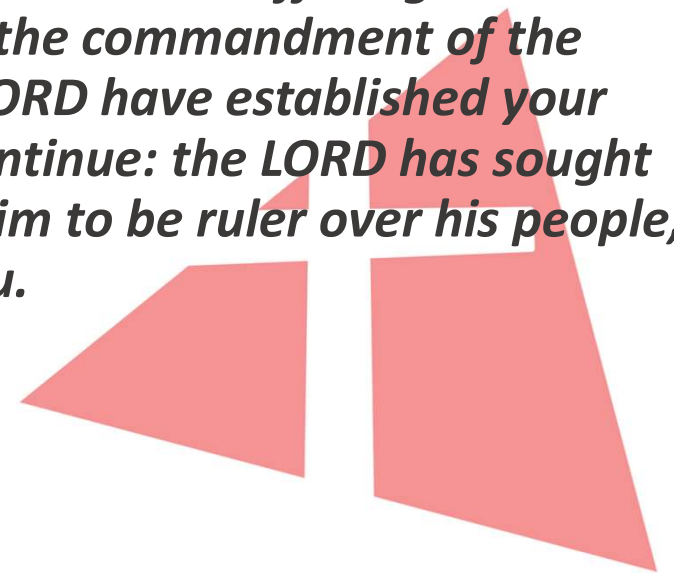 the commandment of the
ORD have established your
ntinue: the LORD has sought
im to be ruler over his people,
u.